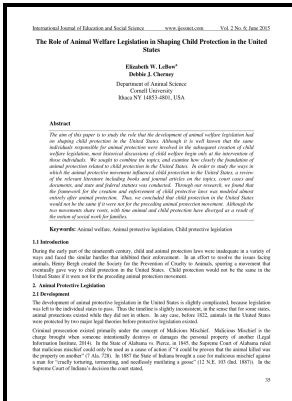 International Journal of Education and Social Science www.ijessnet.com Vol. 2 No. 6; June 2015
The Role of Animal Welfare Legislation in Shaping Child Protection in the United
States
Elizabeth W. LeBow*
Debbie J. Cherney
Department of Animal Science
Cornell University
Ithaca NY 14853-4801, USA
Abstract
The aim of this paper is to study the role that the development of animal welfare legislation had
on shaping child protection in the United States. Although it is well known that the same
individuals responsible for animal protection were involved in the subsequent creation of child
welfare legislation, most historical discussions of child welfare begin only at the intervention of
those individuals. We sought to combine the topics, and examine how closely the foundation of
animal protection related to child protection in the United States. In order to study the ways in
which the animal protective movement influenced child protection in the United States, a review
of the relevant literature including books and journal articles on the topics, court cases and
documents, and state and federal statutes was conducted. Through our research, we found that
the framework for the creation and enforcement of child protective laws was modeled almost
entirely after animal protection. Thus, we concluded that child protection in the United States
would not be the same if it were not for the preceding animal protection movement. Although the
two movements share roots, with time animal and child protection have diverged as a result of
the notion of social work for families.
Keywords: Animal welfare, Animal protective legislation, Child protective legislation
1.1 Introduction
During the early part of the nineteenth century, child and animal protection laws were inadequate in a variety of
ways and faced the similar hurdles that inhibited their enforcement. In an effort to resolve the issues facing
animals, Henry Bergh created the Society for the Prevention of Cruelty to Animals, spurring a movement that
eventually gave way to child protection in the United States. Child protection would not be the same in the
United States if it were not for the preceding animal protection movement.
2. Animal Protective Legislation
2.1 Development
The development of animal protective legislation in the United States is slightly complicated, because legislation
was left to the individual states to pass. Thus the timeline is slightly inconsistent, in the sense that for some states,
animal protections existed while they did not in others. In any case, before 1822, animals in the United States
were protected by two major legal theories before protective legislation existed.
Criminal prosecution existed primarily under the concept of Malicious Mischief. Malicious Mischief is the
charge brought when someone intentionally destroys or damages the personal property of another (Legal
Information Institute, 2014). In the State of Alabama vs. Pierce, in 1845, the Supreme Court of Alabama ruled
that malicious mischief could only be used as a cause of action if "it could be proven that the animal killed was
the property on another" (7 Ala, 728). In 1887 the State of Indiana brought a case for malicious mischief against
a man for "cruelly torturing, tormenting, and needlessly mutilating a goose" (12 N.E. 103 (Ind. 1887)). In the
Supreme Court of Indiana's decision the court stated,
35